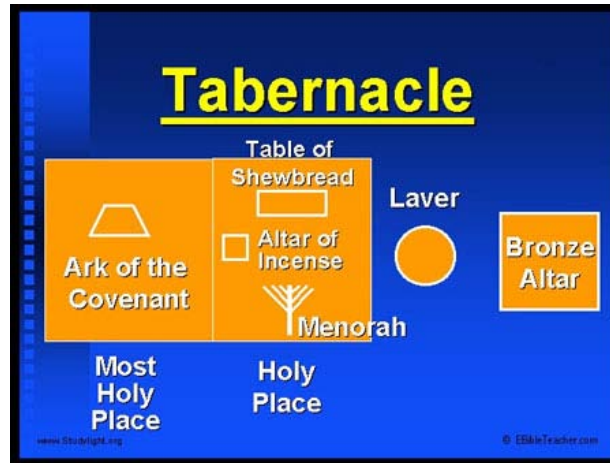 Tabernacle
Table of
Shewbread
Laver
Altar of
Incense
Ark of the
Covenant
Menorah
Bronze
Altar
Most
Holy
Place
Holy
Place
www.Studylight.org
© EBibleTeacher.com